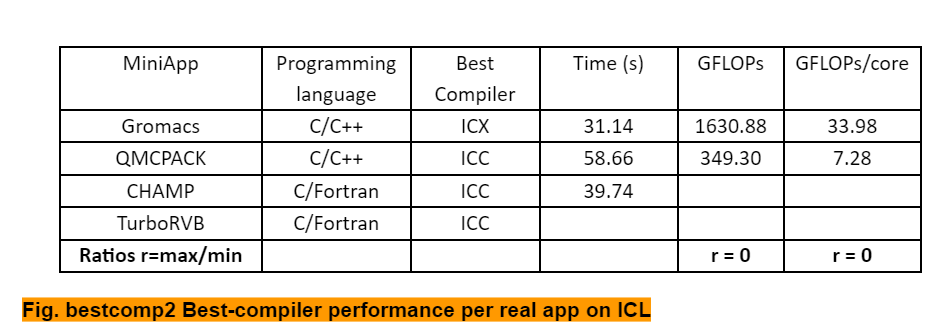 MiniApp Programming language Best Compiler Time (s) GFLOPs GFLOPs/core
Gromacs C/C++ ICX 31.14 1630.88 33.98
QMCPACK C/C++ ICC 58.66 349.30 7.28
CHAMP C/Fortran ICC 39.74
TurboRVB C/Fortran ICC
Ratios r=max/min r = 0 r = 0
Fig. bestcomp2 Best-compiler performance per real app on ICL